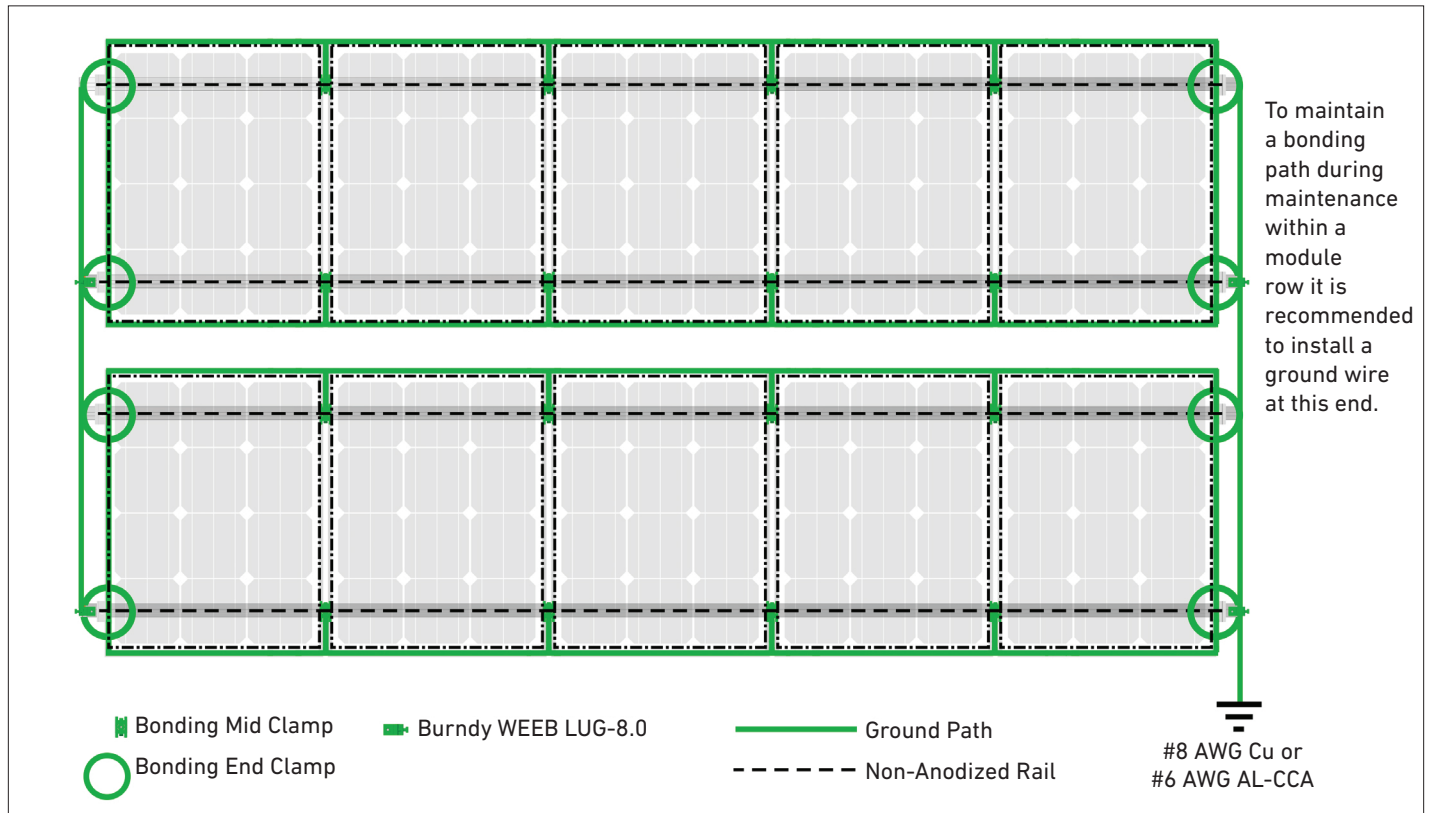 To maintain
a bonding
path during
maintenance
within a
module
row it is
recommended
to install a
ground wire
at this end.
Bonding Mid Clamp
Burndy WEEB LUG-8.0
Ground Path
Bonding End Clamp
Non-Anodized Rail
#8 AWG Cu or
#6 AWG AL-CCA